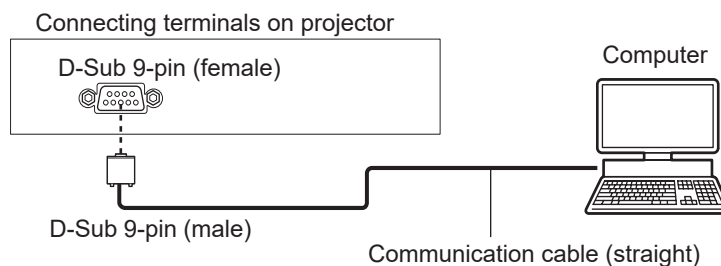 Connecting terminals on projector
D-Sub 9-pin (female)
Computer
D-Sub 9-pin (male)
Communication cable (straight)